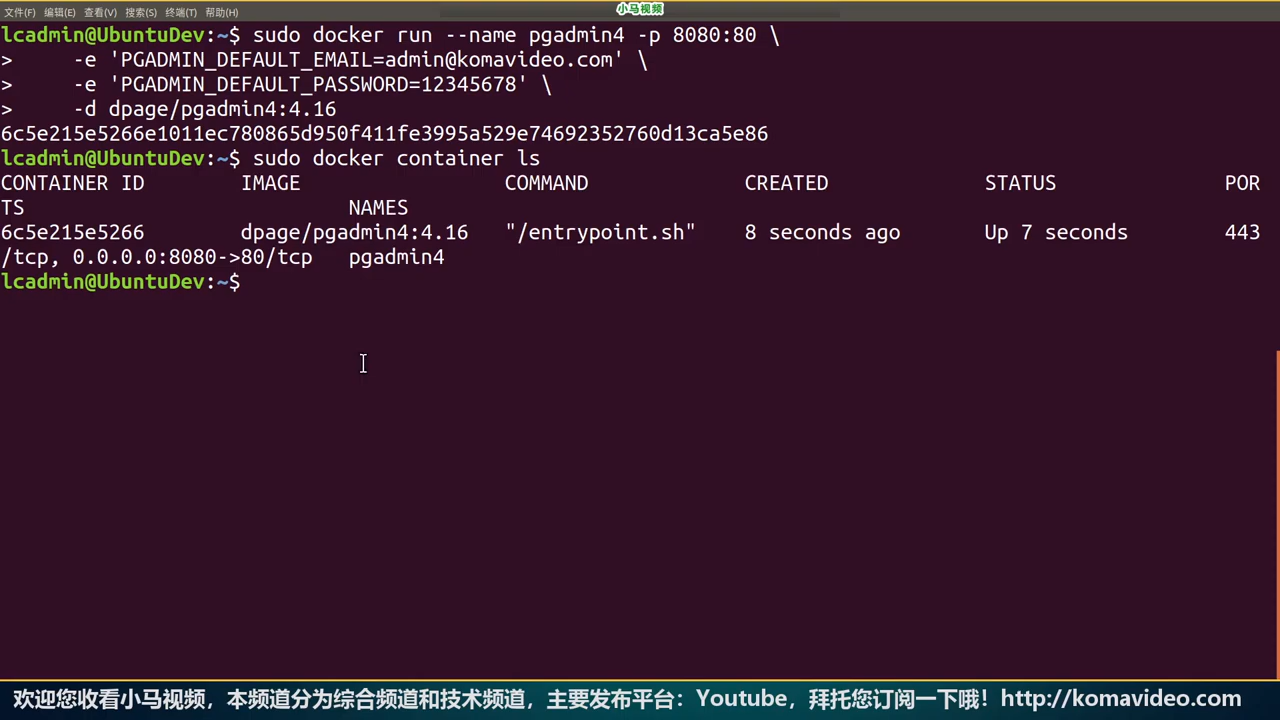 小马视频
文件(F) 编辑(E) 查看(V) 搜索(S) 终端(T) 帮助(H)
lcadmin@UbuntuDev:~$ sudo docker run --name pgadmin4 -p 8080:80 \
>     -e 'PGADMIN_DEFAULT_EMAIL=admin@komavideo.com' \
>     -e 'PGADMIN_DEFAULT_PASSWORD=12345678' \
>     -d dpage/pgadmin4:4.16
6c5e215e5266e1011ec780865d950f411fe3995a529e74692352760d13ca5e86
lcadmin@UbuntuDev:~$ sudo docker container ls
CONTAINER ID        IMAGE                 COMMAND             CREATED             STATUS              POR
TS                           NAMES
6c5e215e5266        dpage/pgadmin4:4.16   "/entrypoint.sh"    8 seconds ago       Up 7 seconds        443
/tcp, 0.0.0.0:8080->80/tcp   pgadmin4
lcadmin@UbuntuDev:~$
欢迎您收看小马视频，本频道分为综合频道和技术频道，主要发布平台：Youtube，拜托您订阅一下哦！http://komavideo.com